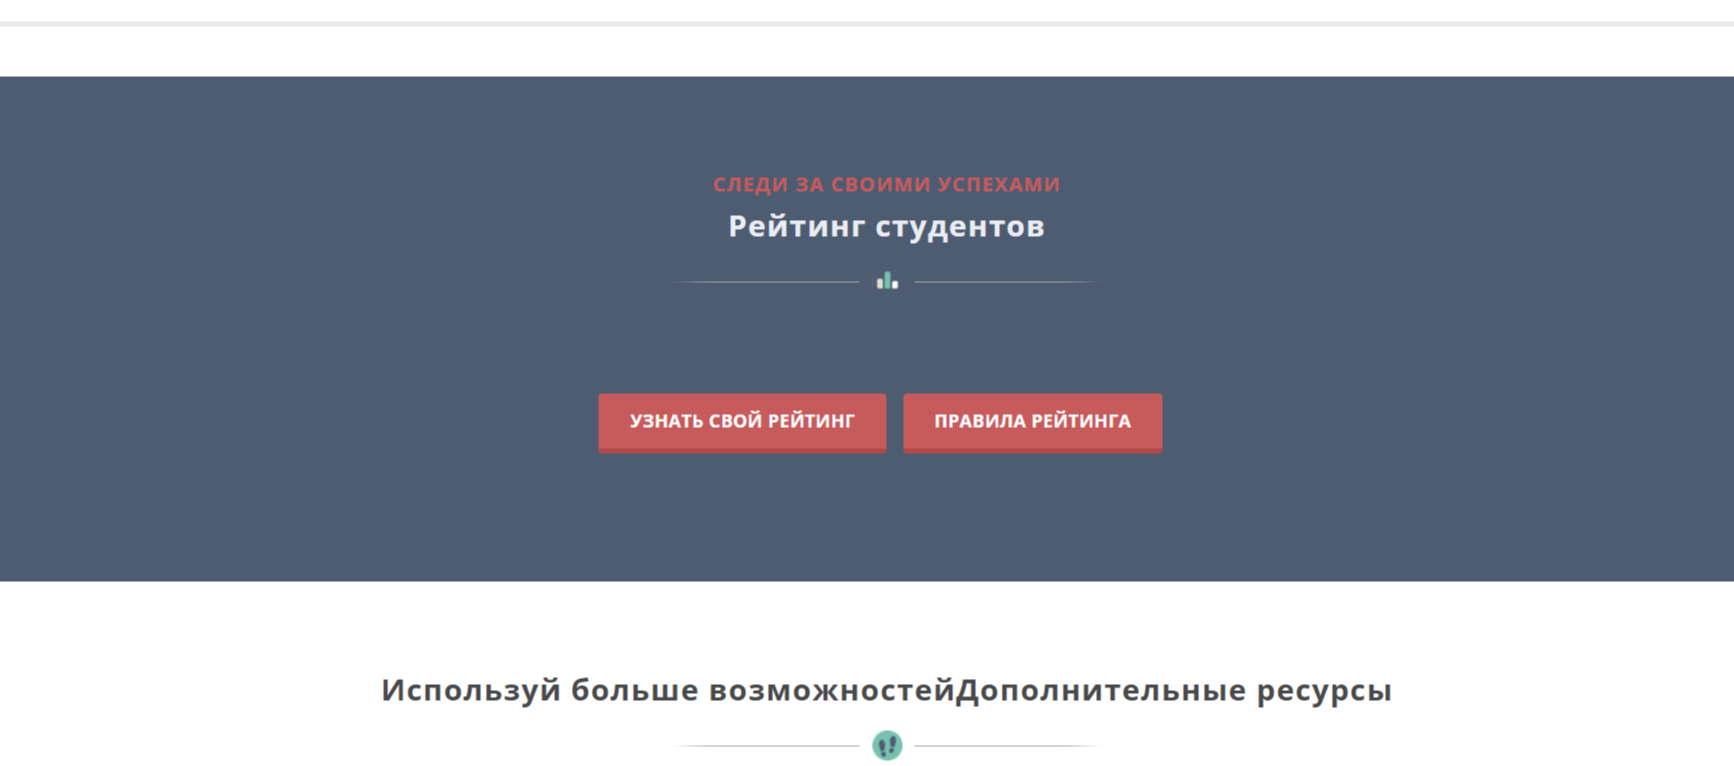 СЛЕДИ ЗА СВОИМИ УСПЕХАМИ
Рейтинг студентов
УЗНАТЬ СВОЙ РЕЙТИНГ
ПРАВИЛА РЕЙТИНГА
Используй больше возможностейДополнительные ресурсы